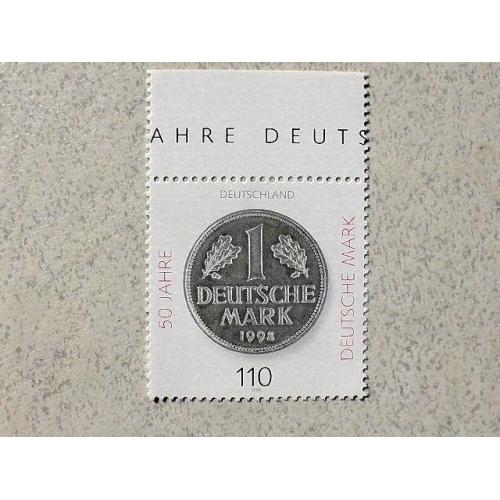 AHRE DEUTS
DEUTSCHLAND
50 JAHRE
1
DEUTSCHE
MARK
1998
DEUTSCHE MARK
110